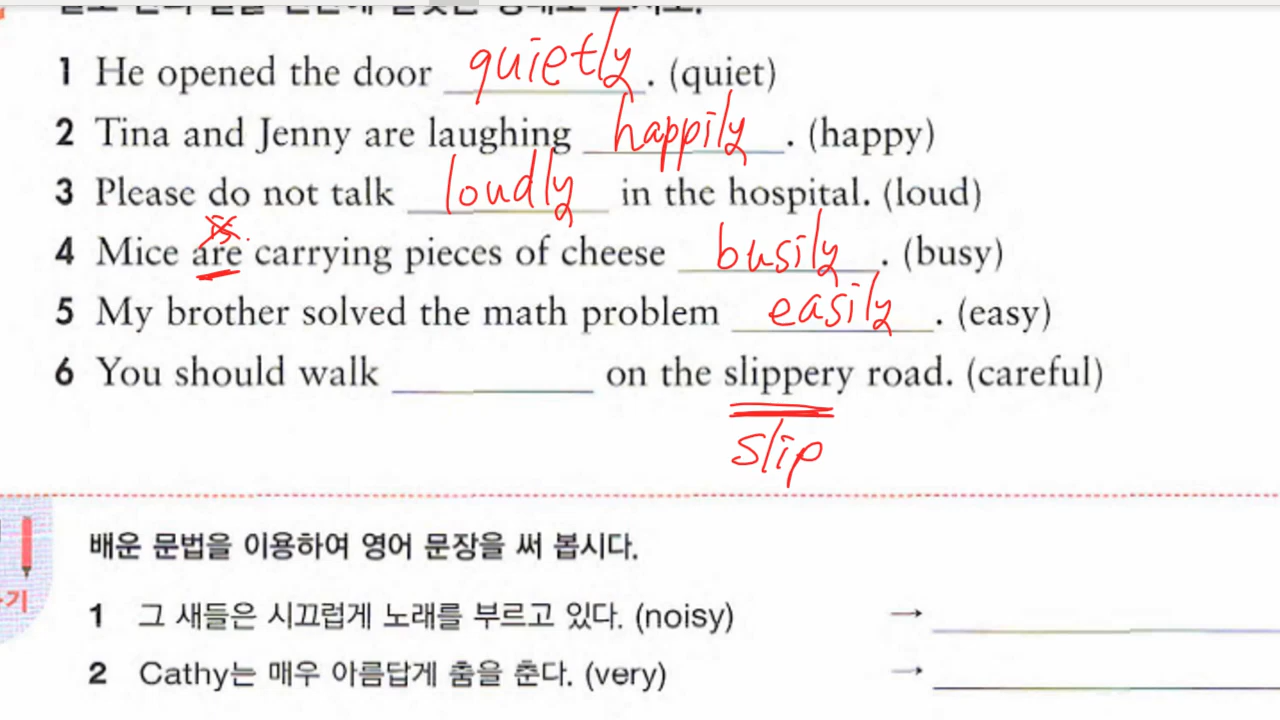 1 He opened the door quietly. (quiet)
2 Tina and Jenny are laughing happily. (happy)
3 Please do not talk loudly in the hospital. (loud)
is
4 Mice are carrying pieces of cheese busily. (busy)
5 My brother solved the math problem easily. (easy)
6 You should walk ______ on the slippery road. (careful)
slip
배운 문법을 이용하여 영어 문장을 써 봅시다.
1 그 새들은 시끄럽게 노래를 부르고 있다. (noisy) →
2 Cathy는 매우 아름답게 춤을 춘다. (very) →